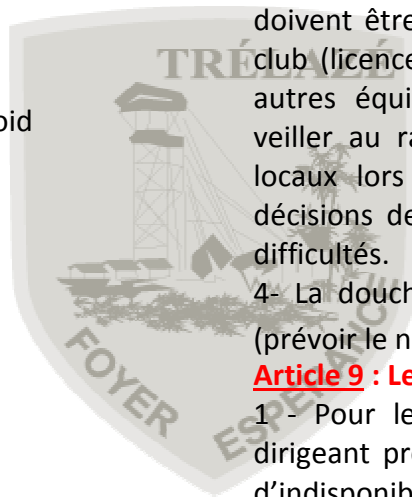 oid
doivent être
club (licence
autres équi
veiller au ra
locaux lors
décisions de
difficultés.
4- La douch
(prévoir le n
Article 9 : Le
1 - Pour le
dirigeant pr
d'indisponib
TRÉLAZÉ
FOYER ESPERANCE